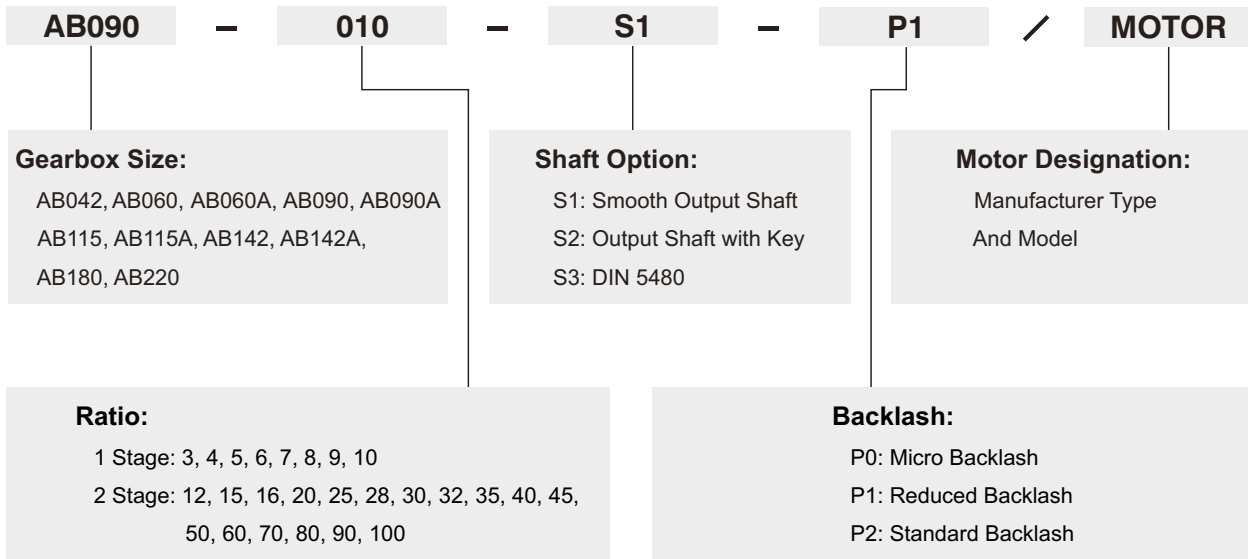 AB090 – 010 – S1 – P1 / MOTOR
Gearbox Size:
AB042, AB060, AB060A, AB090, AB090A
AB115, AB115A, AB142, AB142A,
AB180, AB220
Shaft Option:
S1: Smooth Output Shaft
S2: Output Shaft with Key
S3: DIN 5480
Motor Designation:
Manufacturer Type
And Model
Ratio:
1 Stage: 3, 4, 5, 6, 7, 8, 9, 10
2 Stage: 12, 15, 16, 20, 25, 28, 30, 32, 35, 40, 45,
50, 60, 70, 80, 90, 100
Backlash:
P0: Micro Backlash
P1: Reduced Backlash
P2: Standard Backlash